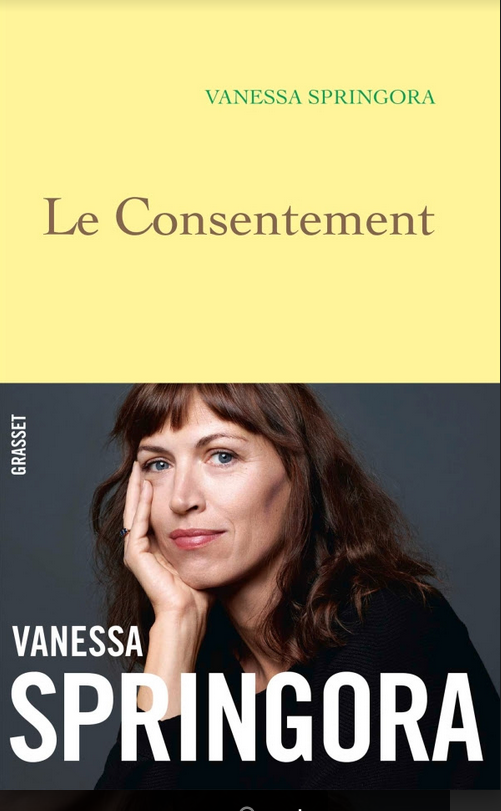 VANESSA SPRINGORA
Le Consentement
GRASSET
VANESSA
SPRINGORA